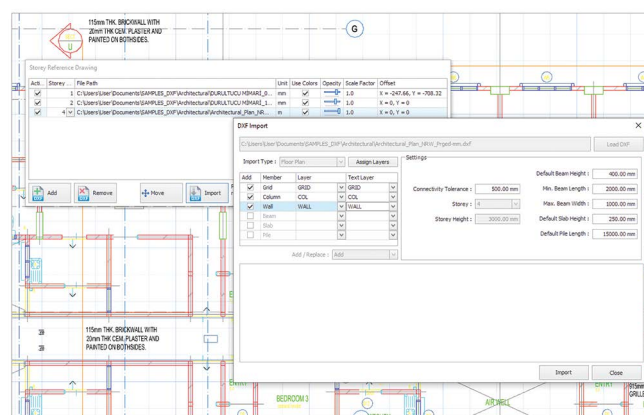 115mm THK. BRICKWALL WITH
20mm THK CEM. PLASTER AND
PAINTED ON BOTHSIDES.
G
U
Storey Reference Drawing
Acti... Storey ... File Path Unit Use Colors Opacity Scale Factor Offset
1 C:\Users\User\Documents\SAMPLES_DXF\Architectural\DURULTUCU MIMARI_0... mm 1.0 X = -247.66, Y = -708.32
2 C:\Users\User\Documents\SAMPLES_DXF\Architectural\DURULTUCU MIMARI_1... mm 1.0 X = 0, Y = 0
4 C:\Users\User\Documents\SAMPLES_DXF\Architectural\Architectural_Plan_NR... m 1.0 X = 0, Y = 0
Add Remove Move Import
DXF Import
C:\Users\User\Documents\SAMPLES_DXF\Architectural\Architectural_Plan_NRW_Prged-mm.dxf Load DXF
Import Type : Floor Plan Assign Layers
Add Member Layer Text Layer
Grid GRID GRID
Column COL COL
Wall WALL WALL
Beam
Slab
Pile
Add / Replace : Add
Settings
Connectivity Tolerance : 500.00 mm
Storey : 4
Storey Height : 3000.00 mm
Default Beam Height : 400.00 mm
Min. Beam Length : 2000.00 mm
Max. Beam Width : 1000.00 mm
Default Slab Height : 250.00 mm
Default Pile Length : 15000.00 mm
Import Close
115mm THK. BRICKWALL WITH
20mm THK CEM. PLASTER AND
PAINTED ON BOTHSIDES.
ENTRY
BEDROOM 3
AIR WELL
ENTRY
915mm